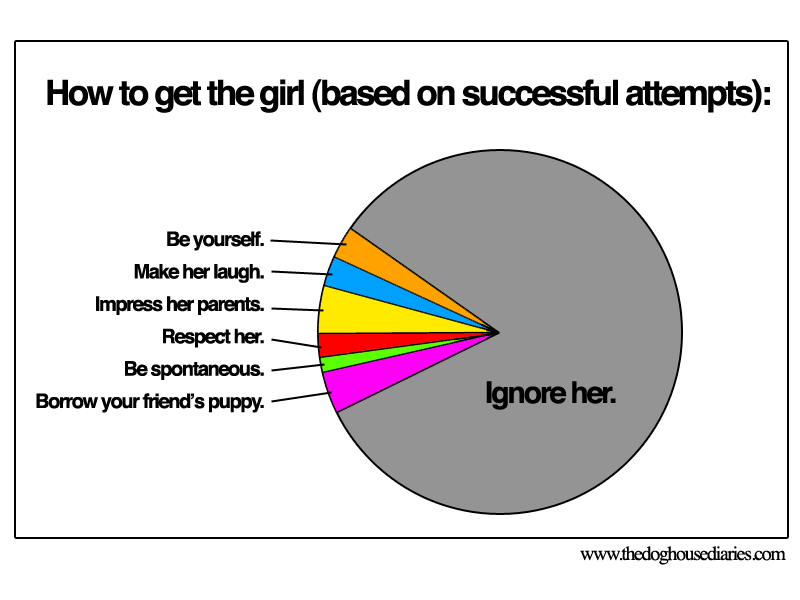 How to get the girl (based on successful attempts):
Be yourself.
Make her laugh.
Impress her parents.
Respect her.
Be spontaneous.
Borrow your friend's puppy.
Ignore her.
www.thedoghousediaries.com